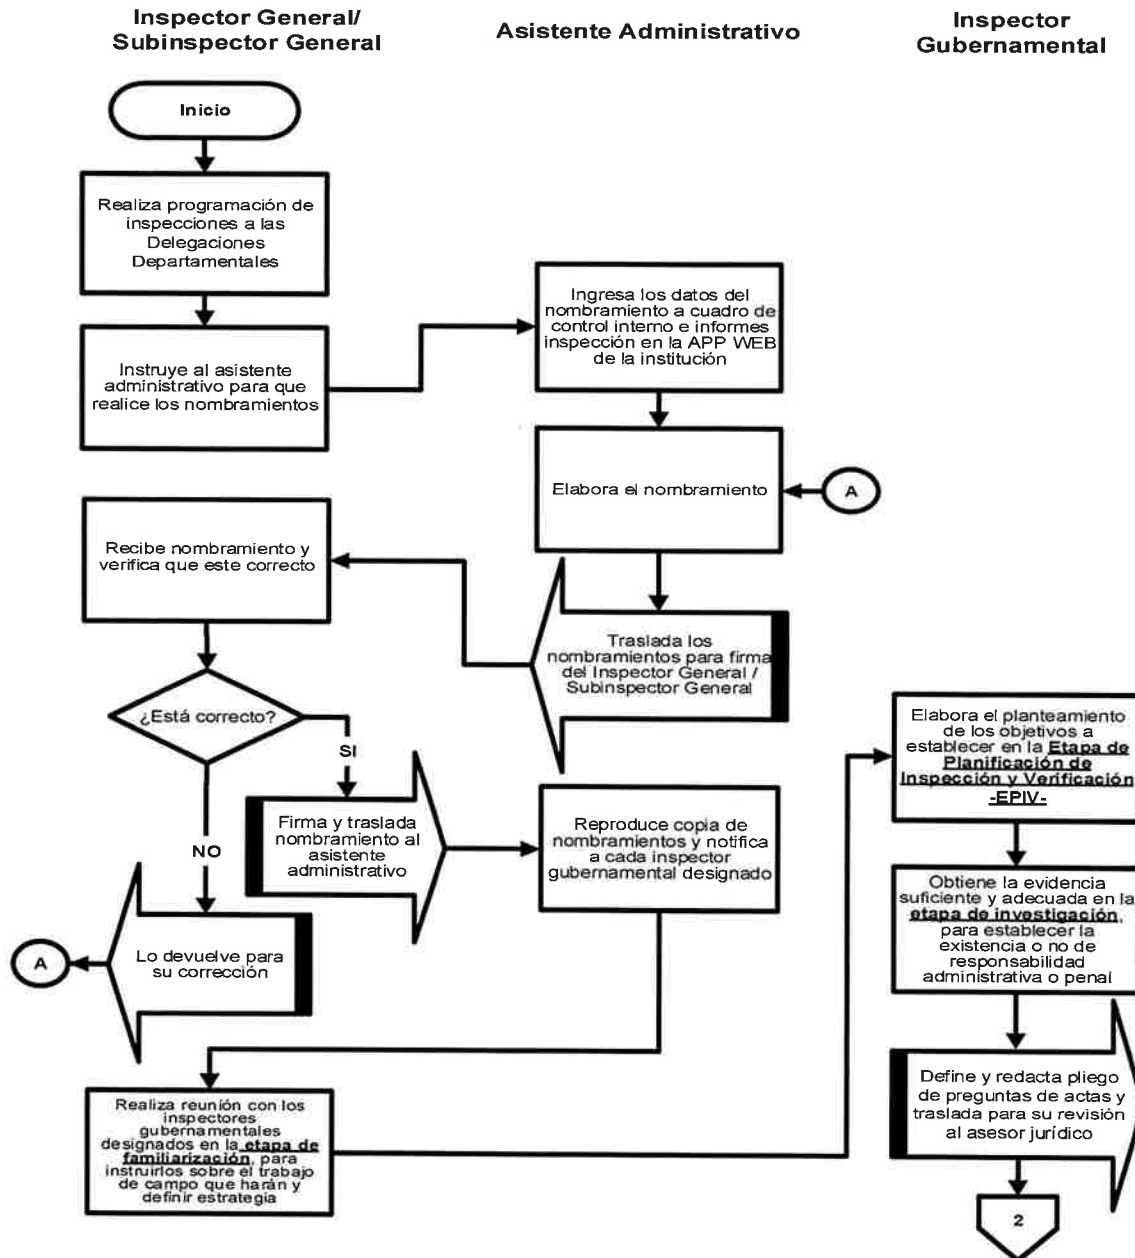 Inspector General/
Subinspector General
Asistente Administrativo
Inspector
Gubernamental
Inicio
Realiza programación de
inspecciones a las
Delegaciones
Departamentales
Instruye al asistente
administrativo para que
realice los nombramientos
Ingresa los datos del
nombramiento a cuadro de
control interno e informes
inspección en la APP WEB
de la institución
Elabora el nombramiento
A
Recibe nombramiento y
verifica que este correcto
Traslada los
nombramientos para firma
del Inspector General /
Subinspector General
¿Está correcto?
SI
NO
Firma y traslada
nombramiento al
asistente
administrativo
Reproduce copia de
nombramientos y notifica
a cada inspector
gubernamental designado
Lo devuelve para
su corrección
A
Realiza reunión con los
inspectores
gubernamentales
designados en la etapa de
familiarización, para
instruirlos sobre el trabajo
de campo que harán y
definir estrategia
Elabora el planteamiento
de los objetivos a
establecer en la Etapa de
Planificación de
Inspección y Verificación
-EPIV-
Obtiene la evidencia
suficiente y adecuada en la
etapa de investigación,
para establecer la
existencia o no de
responsabilidad
administrativa o penal
Define y redacta pliego
de preguntas de actas y
traslada para su revisión
al asesor jurídico
2